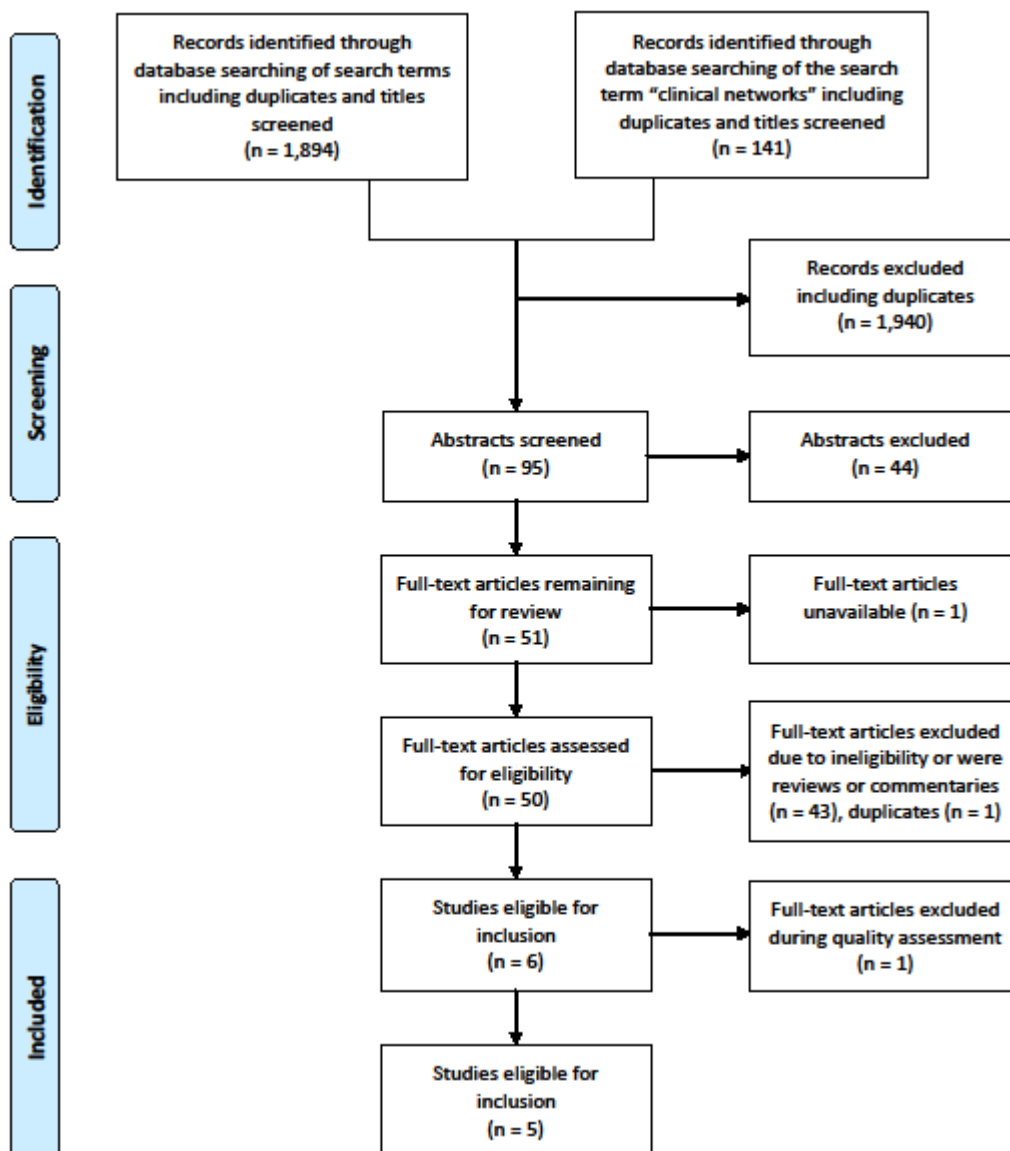 Identification
Records identified through
database searching of search terms
including duplicates and titles
screened
(n = 1,894)
Records identified through
database searching of the search
term “clinical networks” including
duplicates and titles screened
(n = 141)
Records excluded
including duplicates
(n = 1,940)
Screening
Abstracts screened
(n = 95)
Abstracts excluded
(n = 44)
Eligibility
Full-text articles remaining
for review
(n = 51)
Full-text articles
unavailable (n = 1)
Full-text articles assessed
for eligibility
(n = 50)
Full-text articles excluded
due to ineligibility or were
reviews or commentaries
(n = 43), duplicates (n = 1)
Included
Studies eligible for
inclusion
(n = 6)
Full-text articles excluded
during quality assessment
(n = 1)
Studies eligible for
inclusion
(n = 5)